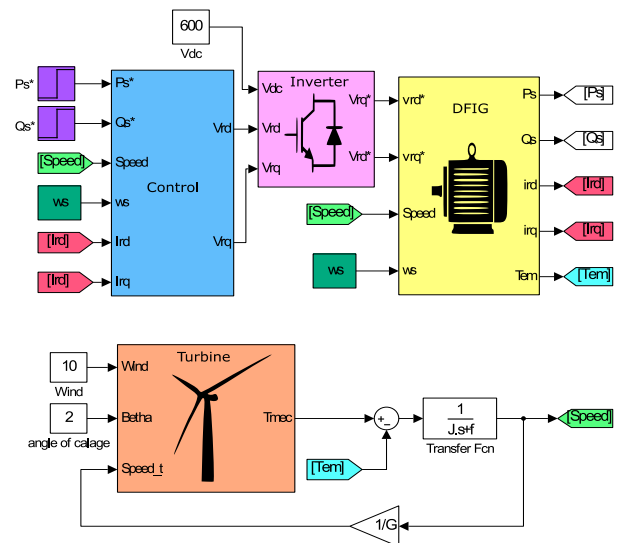 600
Vdc
Ps*
Qs*
[Speed]
ws
[Ird]
[Ird]
Ps*
Qs*
Speed
ws
Ird
Irq
Control
Vrd
Vrq
Inverter
Vdc
Vrd
Vrq
Vrq*
Vrd*
[Speed]
ws
vrd*
vrq*
Speed
ws
DFIG
Ps
Qs
ird
irq
Tem
[Ps]
[Qs]
[Ird]
[Irq]
[Tem]
10
Wind
2
angle of calage
Turbine
Wind
Betha
Speed_t
Tmec
[Tem]
+
−
1
J.s+f
Transfer Fcn
[Speed]
1/G